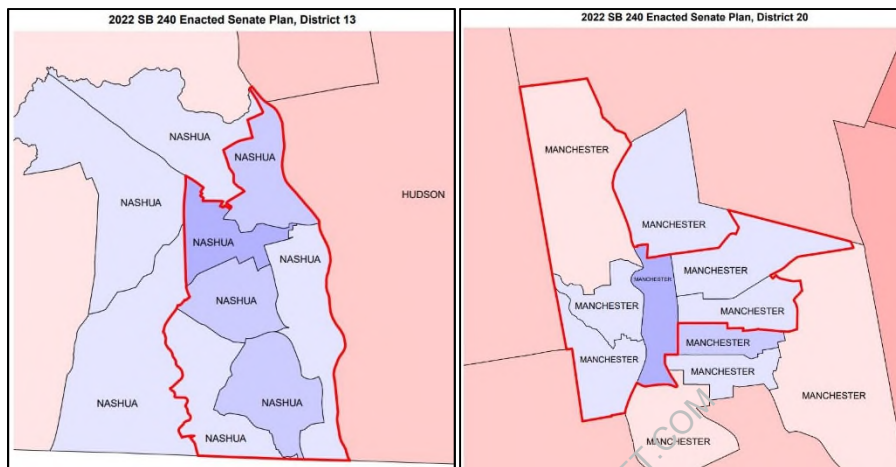 2022 SB 240 Enacted Senate Plan, District 13
NASHUA
NASHUA
HUDSON
NASHUA
NASHUA
NASHUA
NASHUA
NASHUA
NASHUA
NASHUA
2022 SB 240 Enacted Senate Plan, District 20
MANCHESTER
MANCHESTER
MANCHESTER
MANCHESTER
MANCHESTER
MANCHESTER
MANCHESTER
MANCHESTER
MANCHESTER
MANCHESTER
MANCHESTER